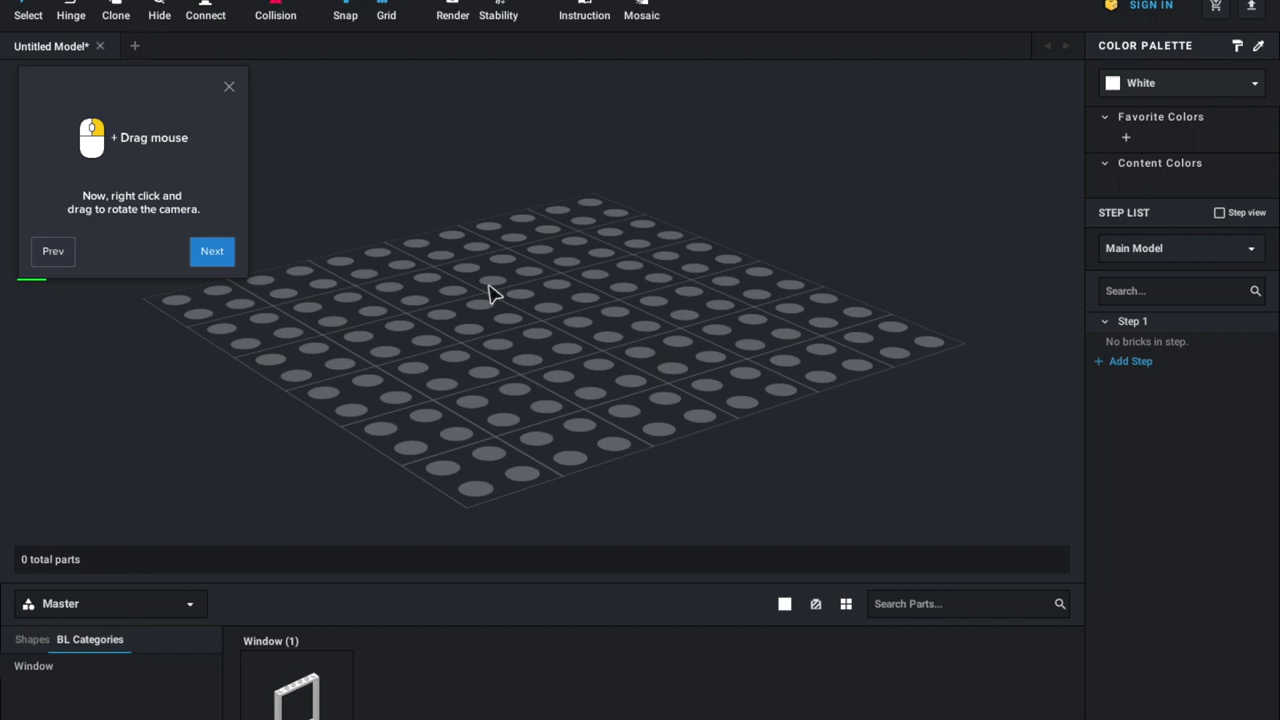 Select Hinge Clone Hide Connect Collision Snap Grid Render Stability Instruction Mosaic
SIGN IN
Untitled Model*
COLOR PALETTE
+ Drag mouse
Now, right click and
drag to rotate the camera.
Prev Next
White
Favorite Colors
Content Colors
STEP LIST Step view
Main Model
Search...
Step 1
No bricks in step.
+ Add Step
0 total parts
Master
Search Parts...
Shapes BL Categories
Window
Window (1)